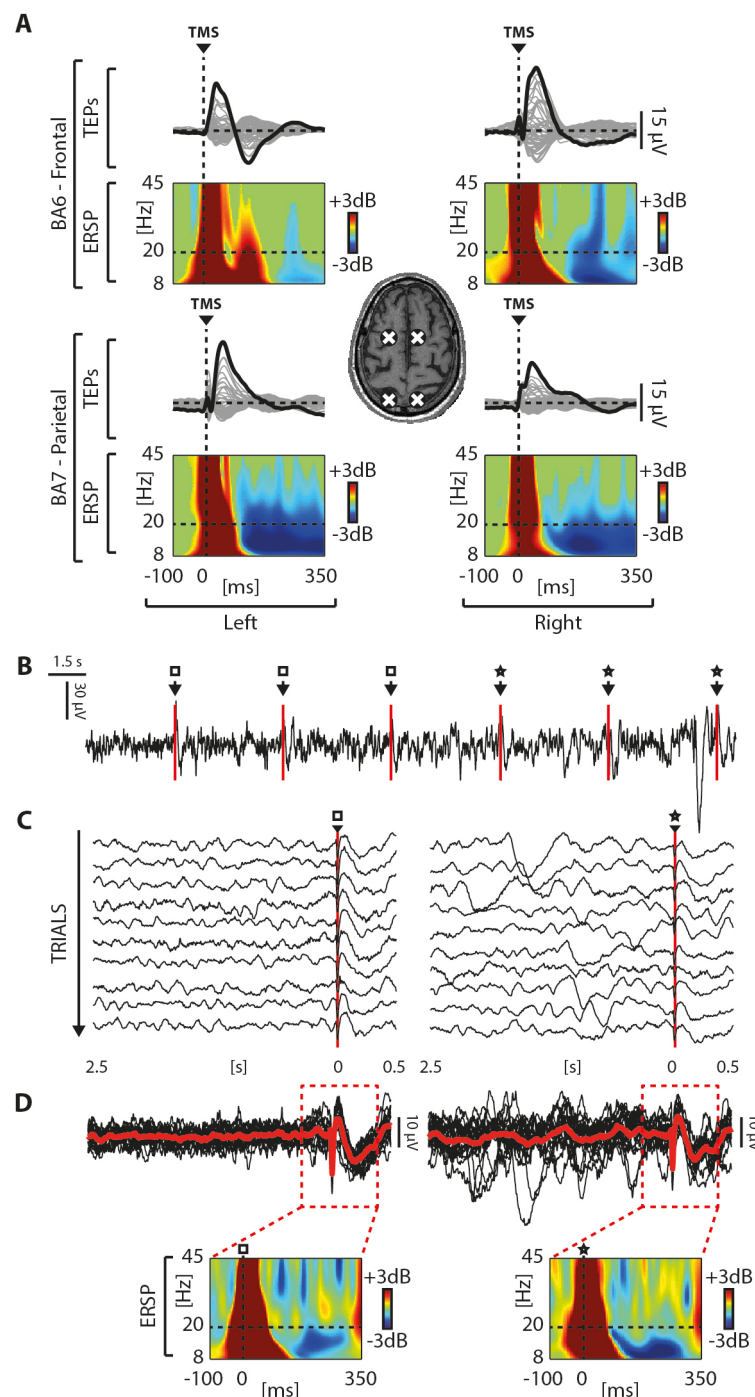 A
TMS
TMS
BA6 - Frontal
TEPs
15 µV
ERSP
45
[Hz]
20
8
+3dB
-3dB
45
[Hz]
20
8
+3dB
-3dB
TMS
TMS
BA7 - Parietal
TEPs
15 µV
ERSP
45
[Hz]
20
8
+3dB
-3dB
45
[Hz]
20
8
+3dB
-3dB
-100 0 [ms] 350
-100 0 [ms] 350
Left
Right
B
1.5 s
30 µV
C
TRIALS
2.5 [s] 0 0.5
2.5 [s] 0 0.5
D
10 µV
ERSP
45
[Hz]
20
8
+3dB
-3dB
45
[Hz]
20
8
+3dB
-3dB
-100 0 350
[ms]
-100 0 350
[ms]